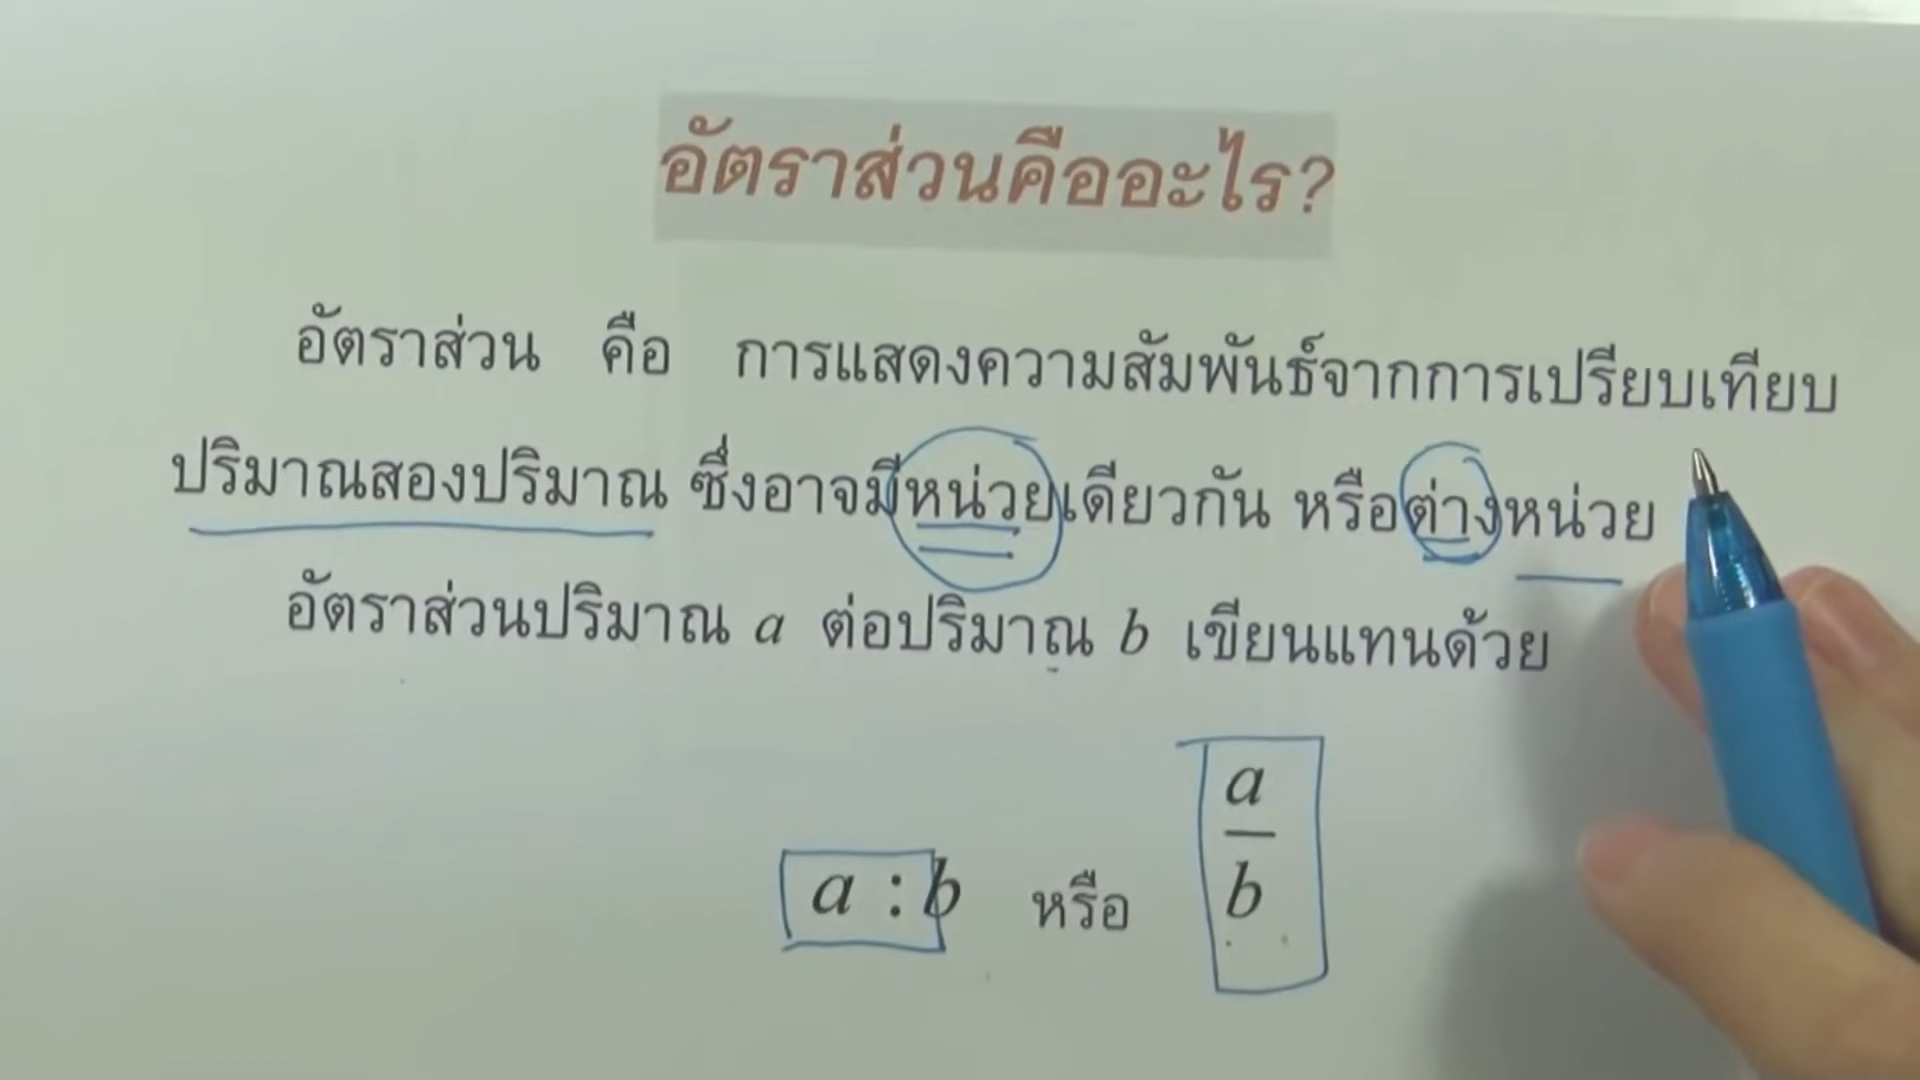 อัตราส่วนคืออะไร?
อัตราส่วน คือ การแสดงความสัมพันธ์จากการเปรียบเทียบ
ปริมาณสองปริมาณ ซึ่งอาจมีหน่วยเดียวกัน หรือต่างหน่วย
อัตราส่วนปริมาณ a ต่อปริมาณ b เขียนแทนด้วย
a : b หรือ a/b